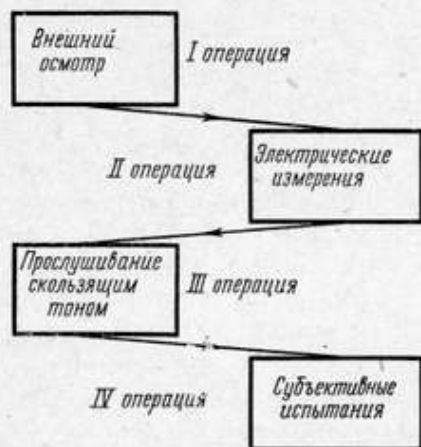 Внешний
осмотр
I операция
II операция
Электрические
измерения
Прослушивание
скользящим
тоном
III операция
IV операция
Субъективные
испытания